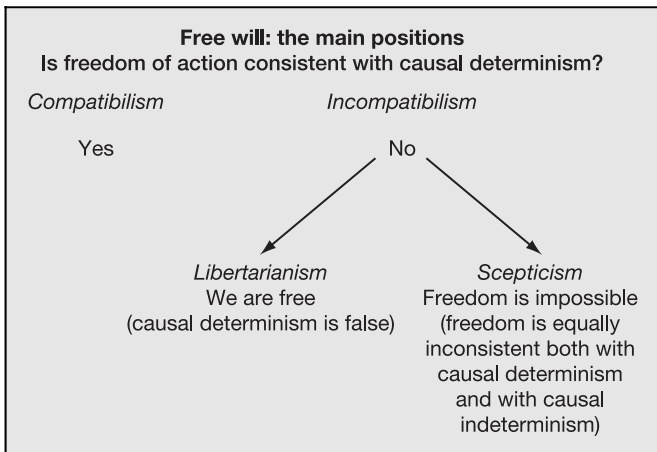 Free will: the main positions
Is freedom of action consistent with causal determinism?
Compatibilism
Incompatibilism
Yes
No
Libertarianism
We are free
(causal determinism is false)
Scepticism
Freedom is impossible
(freedom is equally
inconsistent both with
causal determinism
and with causal
indeterminism)